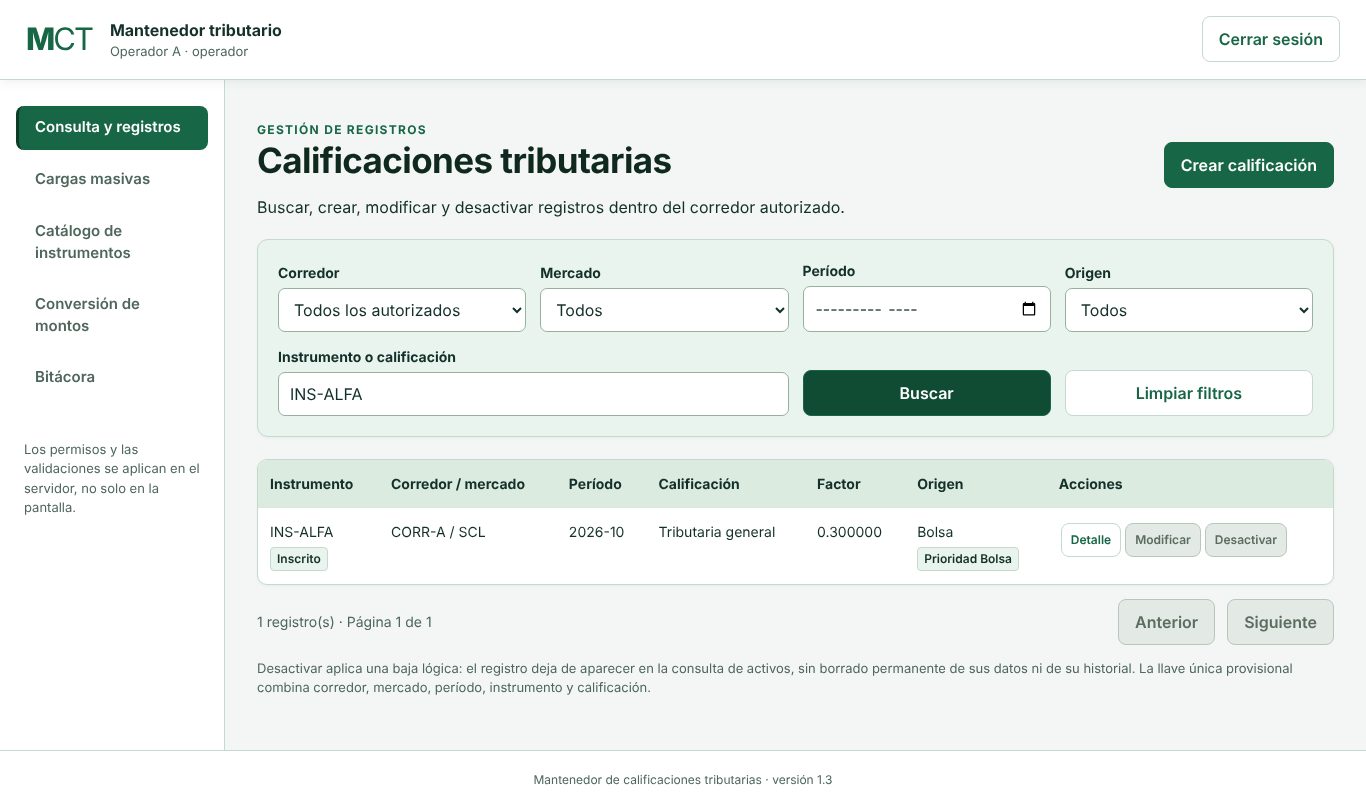 MCT
Mantenedor tributario
Operador A · operador
Cerrar sesión
Consulta y registros
Cargas masivas
Catálogo de
instrumentos
Conversión de
montos
Bitácora
Los permisos y las
validaciones se aplican en el
servidor, no solo en la
pantalla.
GESTIÓN DE REGISTROS
Calificaciones tributarias
Crear calificación
Buscar, crear, modificar y desactivar registros dentro del corredor autorizado.
Corredor Mercado Período Origen
Todos los autorizados Todos --------- ---- Todos
Instrumento o calificación
INS-ALFA Buscar Limpiar filtros
Instrumento Corredor / mercado Período Calificación Factor Origen Acciones
INS-ALFA CORR-A / SCL 2026-10 Tributaria general 0.300000 Bolsa Detalle Modificar Desactivar
Inscrito Prioridad Bolsa
1 registro(s) · Página 1 de 1 Anterior Siguiente
Desactivar aplica una baja lógica: el registro deja de aparecer en la consulta de activos, sin borrado permanente de sus datos ni de su historial. La llave única provisional
combina corredor, mercado, período, instrumento y calificación.
Mantenedor de calificaciones tributarias · versión 1.3